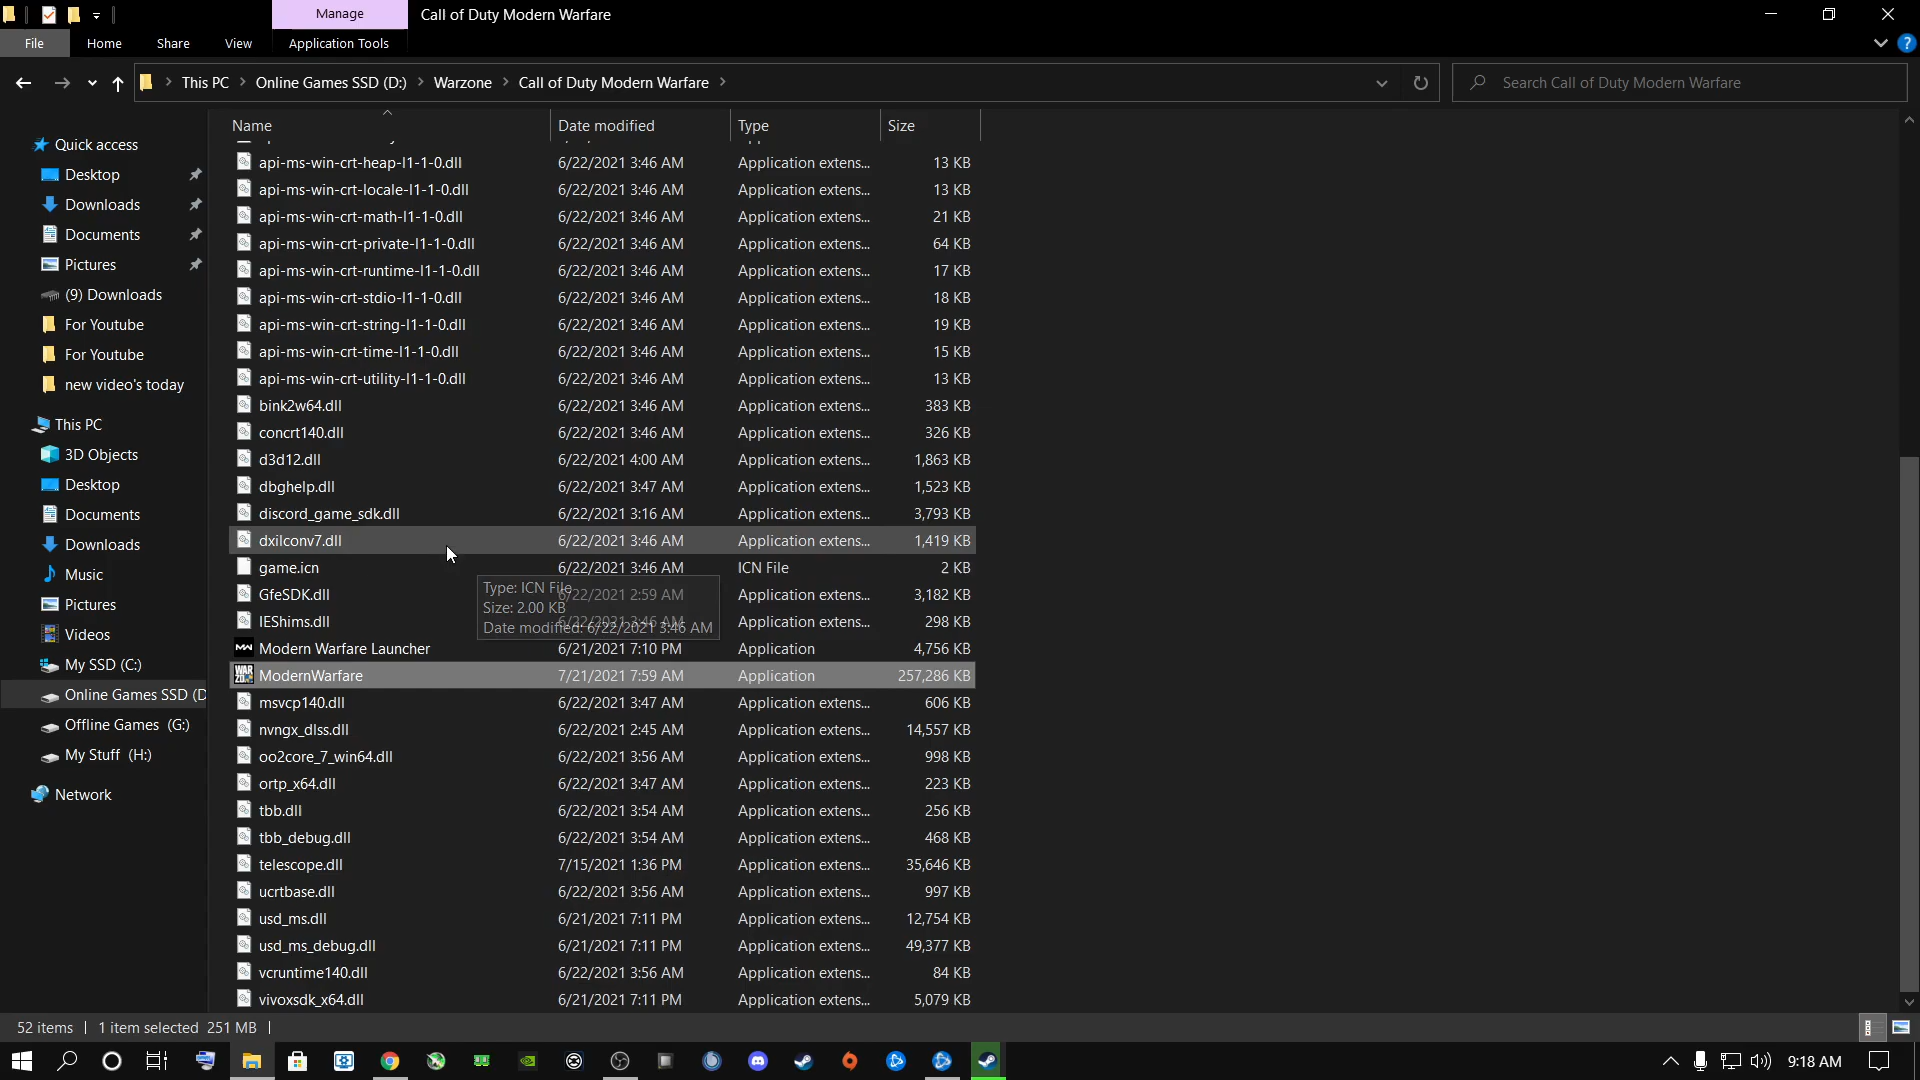 Manage
Call of Duty Modern Warfare
File
Home
Share
View
Application Tools
This PC
Online Games SSD (D:)
Warzone
Call of Duty Modern Warfare
Search Call of Duty Modern Warfare
Name
Date modified
Type
Size
Quick access
Desktop
Downloads
Documents
Pictures
(9) Downloads
For Youtube
For Youtube
new video's today
This PC
3D Objects
Desktop
Documents
Downloads
Music
Pictures
Videos
My SSD (C:)
Online Games SSD (D
Offline Games (G:)
My Stuff (H:)
Network
api-ms-win-crt-heap-l1-1-0.dll 6/22/2021 3:46 AM Application extens... 13 KB
api-ms-win-crt-locale-l1-1-0.dll 6/22/2021 3:46 AM Application extens... 13 KB
api-ms-win-crt-math-l1-1-0.dll 6/22/2021 3:46 AM Application extens... 21 KB
api-ms-win-crt-private-l1-1-0.dll 6/22/2021 3:46 AM Application extens... 64 KB
api-ms-win-crt-runtime-l1-1-0.dll 6/22/2021 3:46 AM Application extens... 17 KB
api-ms-win-crt-stdio-l1-1-0.dll 6/22/2021 3:46 AM Application extens... 18 KB
api-ms-win-crt-string-l1-1-0.dll 6/22/2021 3:46 AM Application extens... 19 KB
api-ms-win-crt-time-l1-1-0.dll 6/22/2021 3:46 AM Application extens... 15 KB
api-ms-win-crt-utility-l1-1-0.dll 6/22/2021 3:46 AM Application extens... 13 KB
bink2w64.dll 6/22/2021 3:46 AM Application extens... 383 KB
concrt140.dll 6/22/2021 3:46 AM Application extens... 326 KB
d3d12.dll 6/22/2021 4:00 AM Application extens... 1,863 KB
dbghelp.dll 6/22/2021 3:47 AM Application extens... 1,523 KB
discord_game_sdk.dll 6/22/2021 3:16 AM Application extens... 3,793 KB
dxilconv7.dll 6/22/2021 3:46 AM Application extens... 1,419 KB
game.icn 6/22/2021 3:46 AM ICN File 2 KB
GfeSDK.dll 6/22/2021 2:59 AM Application extens... 3,182 KB
IEShims.dll 6/22/2021 3:46 AM Application extens... 298 KB
Type: ICN File
Size: 2.00 KB
Date modified: 6/22/2021 3:46 AM
Modern Warfare Launcher 6/21/2021 7:10 PM Application 4,756 KB
ModernWarfare 7/21/2021 7:59 AM Application 257,286 KB
msvcp140.dll 6/22/2021 3:47 AM Application extens... 606 KB
nvngx_dlss.dll 6/22/2021 2:45 AM Application extens... 14,557 KB
oo2core_7_win64.dll 6/22/2021 3:56 AM Application extens... 998 KB
ortp_x64.dll 6/22/2021 3:47 AM Application extens... 223 KB
tbb.dll 6/22/2021 3:54 AM Application extens... 256 KB
tbb_debug.dll 6/22/2021 3:54 AM Application extens... 468 KB
telescope.dll 7/15/2021 1:36 PM Application extens... 35,646 KB
ucrtbase.dll 6/22/2021 3:56 AM Application extens... 997 KB
usd_ms.dll 6/21/2021 7:11 PM Application extens... 12,754 KB
usd_ms_debug.dll 6/21/2021 7:11 PM Application extens... 49,377 KB
vcruntime140.dll 6/22/2021 3:56 AM Application extens... 84 KB
vivoxsdk_x64.dll 6/21/2021 7:11 PM Application extens... 5,079 KB
52 items
1 item selected 251 MB
9:18 AM